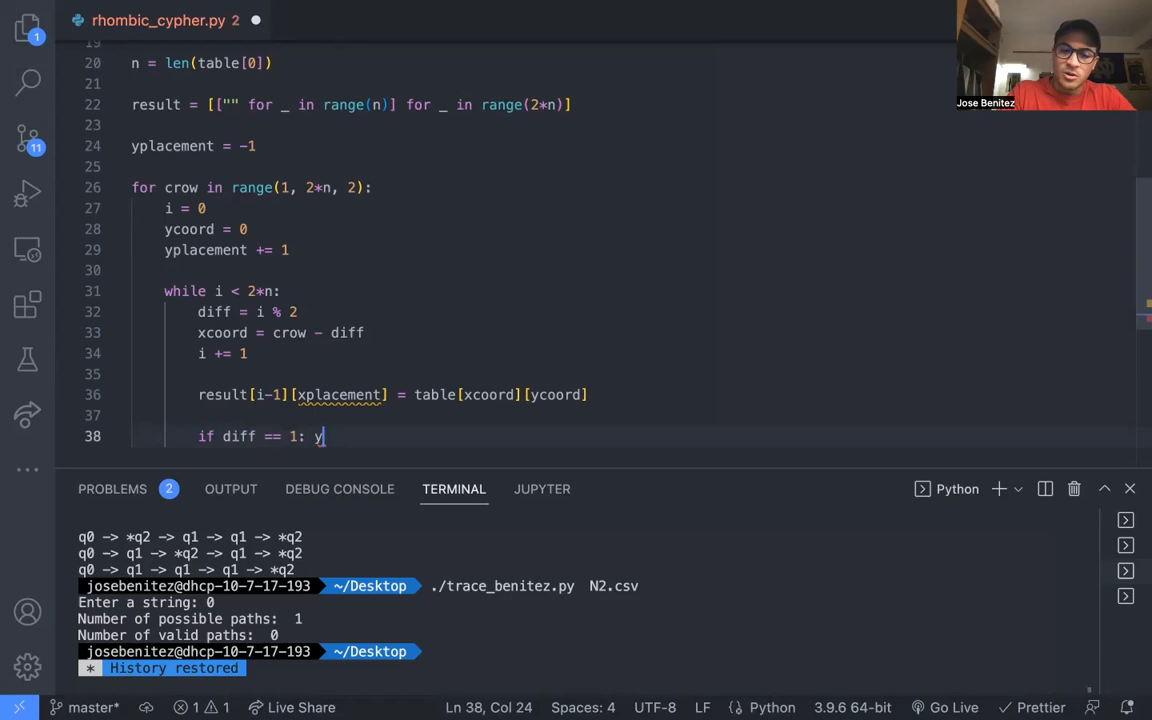 rhombic_cypher.py 2
1
11
Jose Benitez
19
20 n = len(table[0])
21
22 result = [["" for _ in range(n)] for _ in range(2*n)]
23
24 yplacement = -1
25
26 for crow in range(1, 2*n, 2):
27 i = 0
28 ycoord = 0
29 yplacement += 1
30
31 while i < 2*n:
32 diff = i % 2
33 xcoord = crow - diff
34 i += 1
35
36 result[i-1][xplacement] = table[xcoord][ycoord]
37
38 if diff == 1: y
PROBLEMS 2 OUTPUT DEBUG CONSOLE TERMINAL JUPYTER Python
q0 -> *q2 -> q1 -> q1 -> *q2
q0 -> q1 -> *q2 -> q1 -> *q2
q0 -> q1 -> q1 -> q1 -> *q2
josebenitez@dhcp-10-7-17-193 ~/Desktop ./trace_benitez.py N2.csv
Enter a string: 0
Number of possible paths: 1
Number of valid paths: 0
josebenitez@dhcp-10-7-17-193 ~/Desktop
* History restored
master* 1 1 Live Share Ln 38, Col 24 Spaces: 4 UTF-8 LF Python 3.9.6 64-bit Go Live Prettier